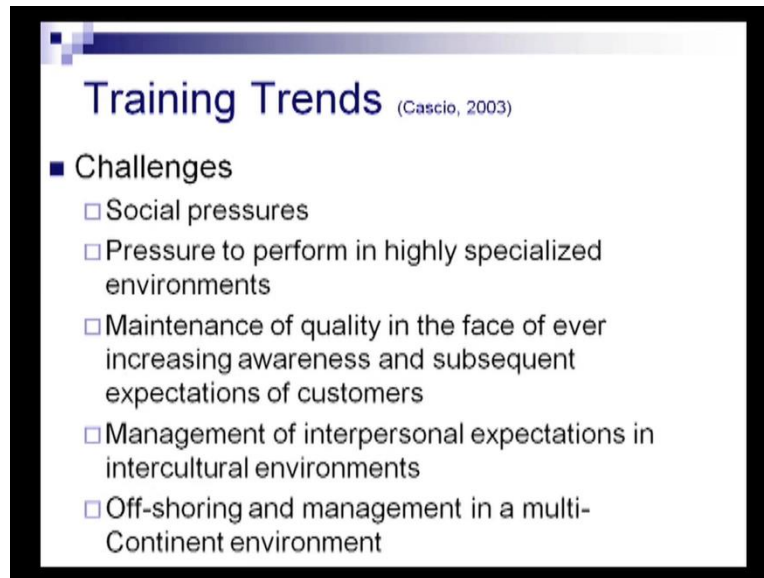 Training Trends (Cascio, 2003)
Challenges
Social pressures
Pressure to perform in highly specialized
environments
Maintenance of quality in the face of ever
increasing awareness and subsequent
expectations of customers
Management of interpersonal expectations in
intercultural environments
Off-shoring and management in a multi-
Continent environment